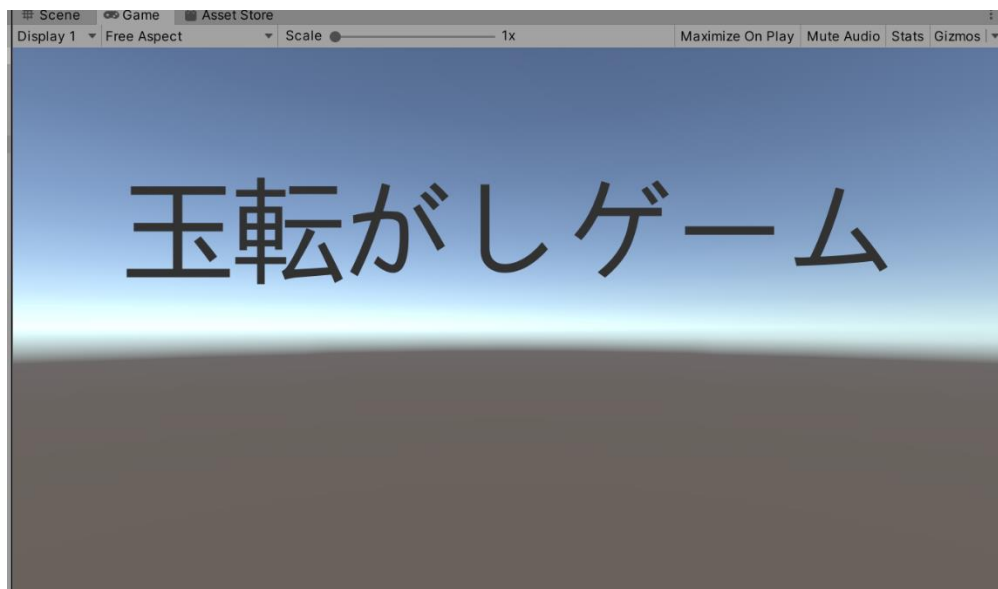 Scene Game Asset Store
Display 1 Free Aspect Scale 1x Maximize On Play Mute Audio Stats Gizmos
玉転がしゲーム